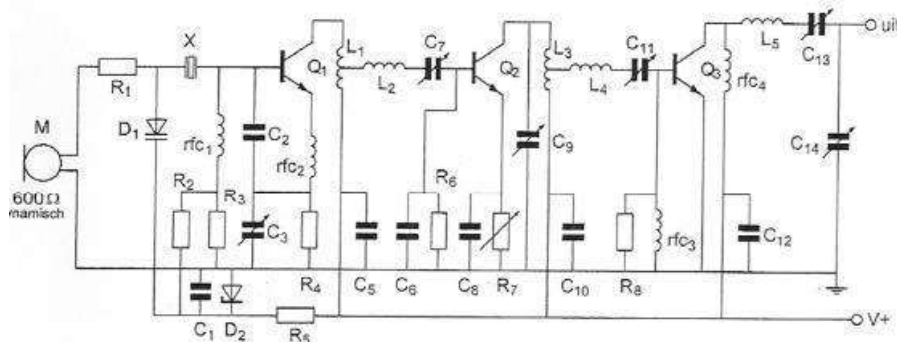 X
Q₁
L₁
C₇
Q₂
L₃
C₁₁
Q₃
L₅
C₁₃
uit
R₁
L₂
L₄
rfc₄
M
D₁
rfc₁
C₂
rfc₂
C₉
C₁₄
600Ω
ynamisch
R₂
R₃
C₃
R₆
rfc₃
C₁₂
R₄
C₅
C₆
C₈
R₇
C₁₀
R₈
C₁
D₂
R₅
V+